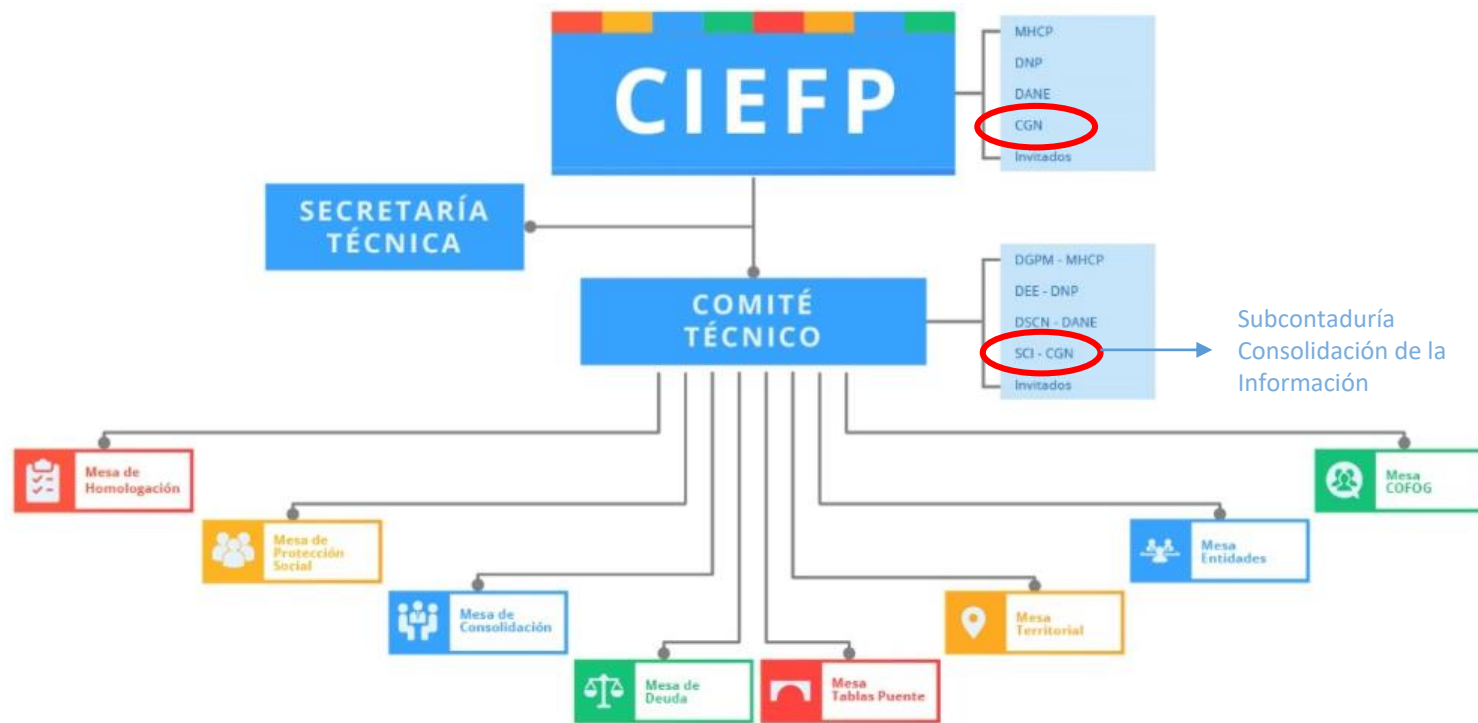 CIEFP
MHCP
DNP
DANE
CGN
Invitados
SECRETARÍA
TÉCNICA
COMITÉ
TÉCNICO
DGPM - MHCP
DEE - DNP
DSCN - DANE
SCI - CGN
Invitados
Subcontaduría
Consolidación de la
Información
Mesa de
Homologación
Mesa de
Protección
Social
Mesa de
Consolidación
Mesa de
Deuda
Mesa
Tablas Puente
Mesa
Territorial
Mesa
Entidades
Mesa
COFOG